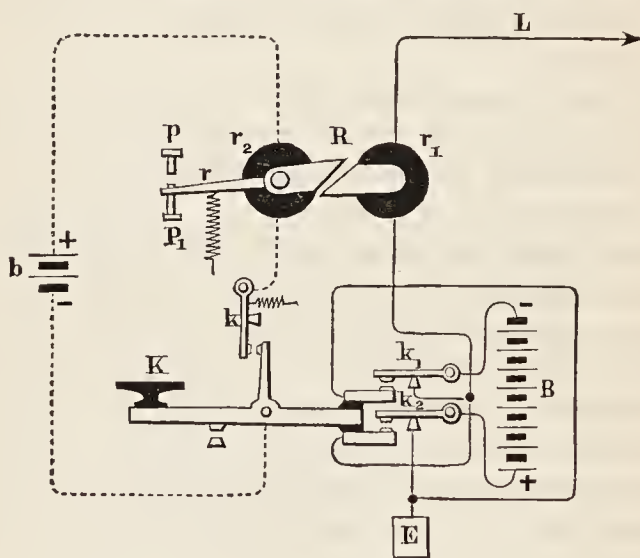 L
p
r₂
R
r₁
r
P₁
b
+
-
k
K
k₁
k₂
-
B
+
E